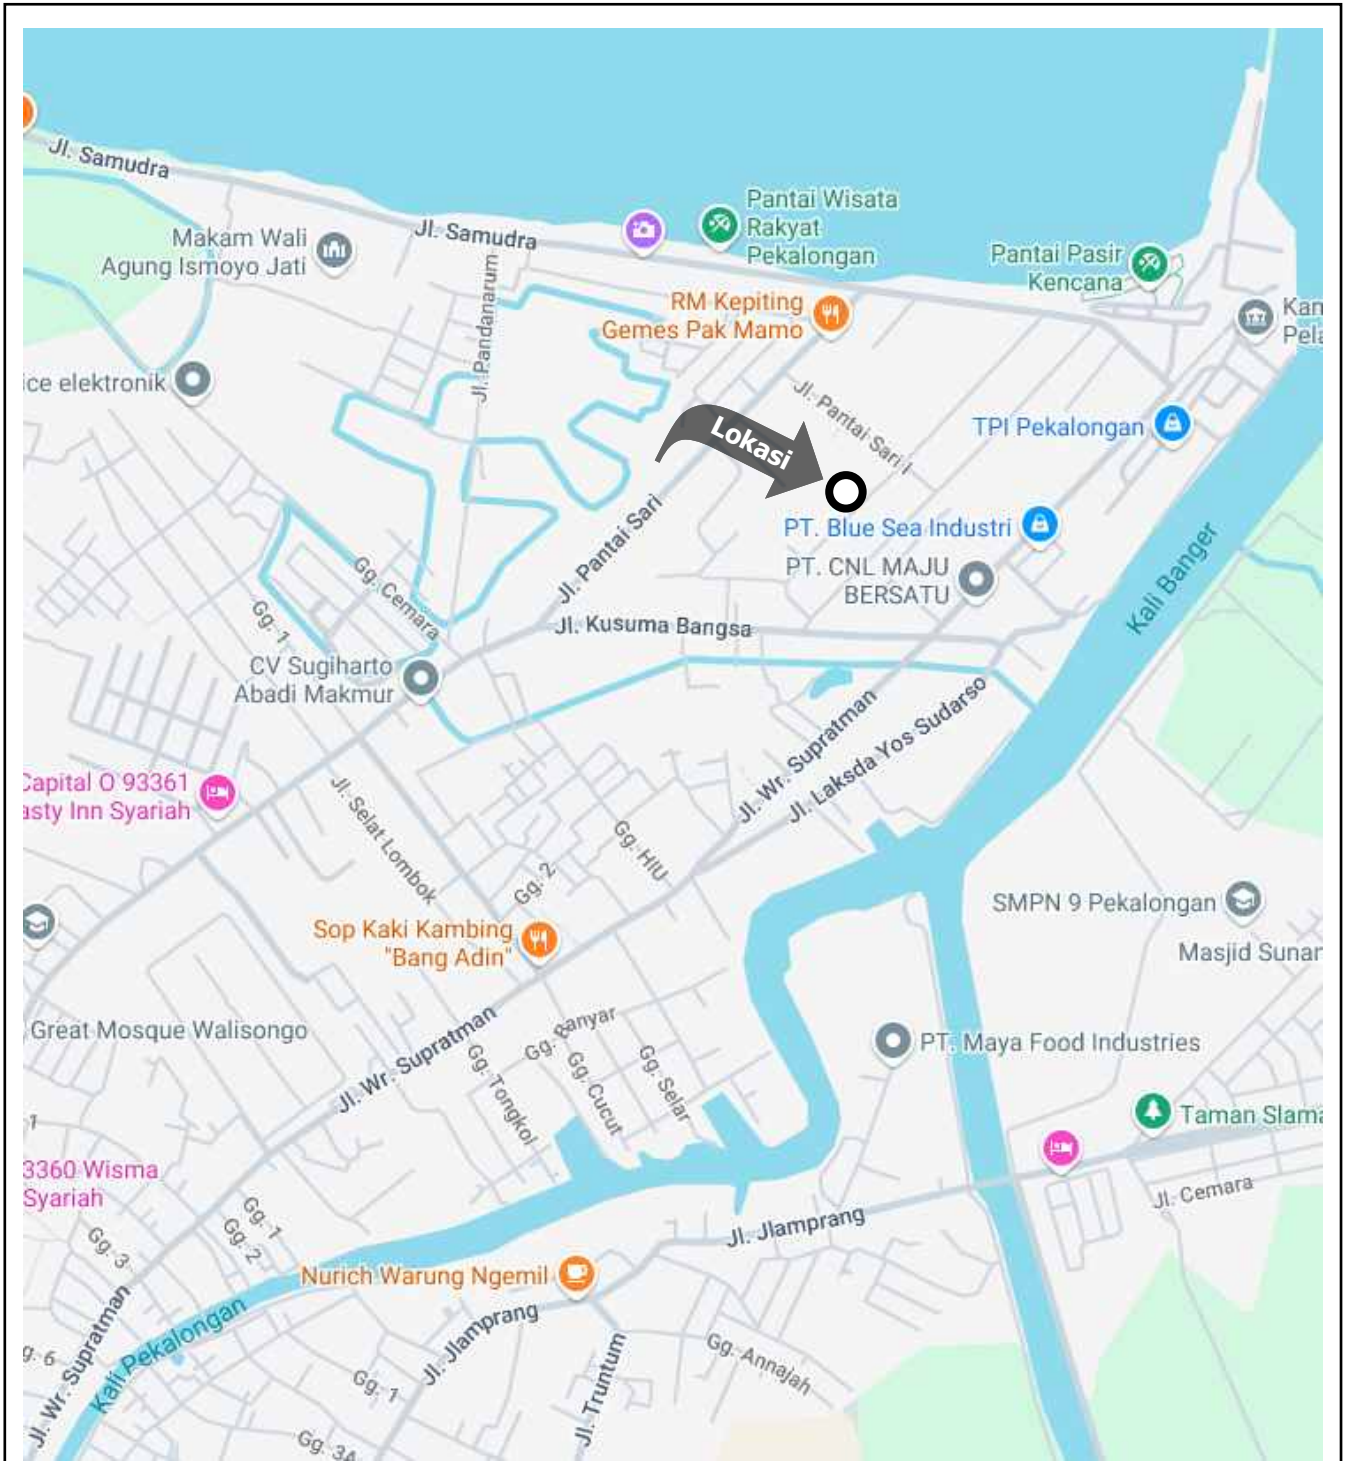 Jl. Samudra
Jl. Samudra
Makam Wali
Agung Ismoyo Jati
Pantai Wisata
Rakyat
Pekalongan
Pantai Pasir
Kencana
RM Kepiting
Gemes Pak Mamo
Kan
Pela
Jl. Pandanarum
ice elektronik
Jl. Pantai Sari I
Lokasi
TPI Pekalongan
Jl. Pantai Sari
PT. Blue Sea Industri
PT. CNL MAJU
BERSATU
Kali Banger
Gg. Cemara
Gg. 1
Jl. Kusuma Bangsa
CV Sugiharto
Abadi Makmur
Jl. Wr. Supratman
Jl. Laksda Yos Sudarso
Capital O 93361
asty Inn Syariah
Jl. Selat Lombok
Gg. HIU
Gg. 2
Sop Kaki Kambing
"Bang Adin"
SMPN 9 Pekalongan
Masjid Sunan
Great Mosque Walisongo
Jl. Wr. Supratman
Gg. Banyar
Gg. Tongkol
Gg. Cucut
Gg. Selar
PT. Maya Food Industries
Taman Slama
1
3360 Wisma
Syariah
Jl. Cemara
Gg. 1
Gg. 2
Gg. 3
Jl. Jlamprang
Nurich Warung Ngemil
Jl. Wr. Supratman
Kali Pekalongan
Jl. Jlamprang
g. 6
Gg. 1
Jl. Truntum
Gg. Annajah
Gg. 3A